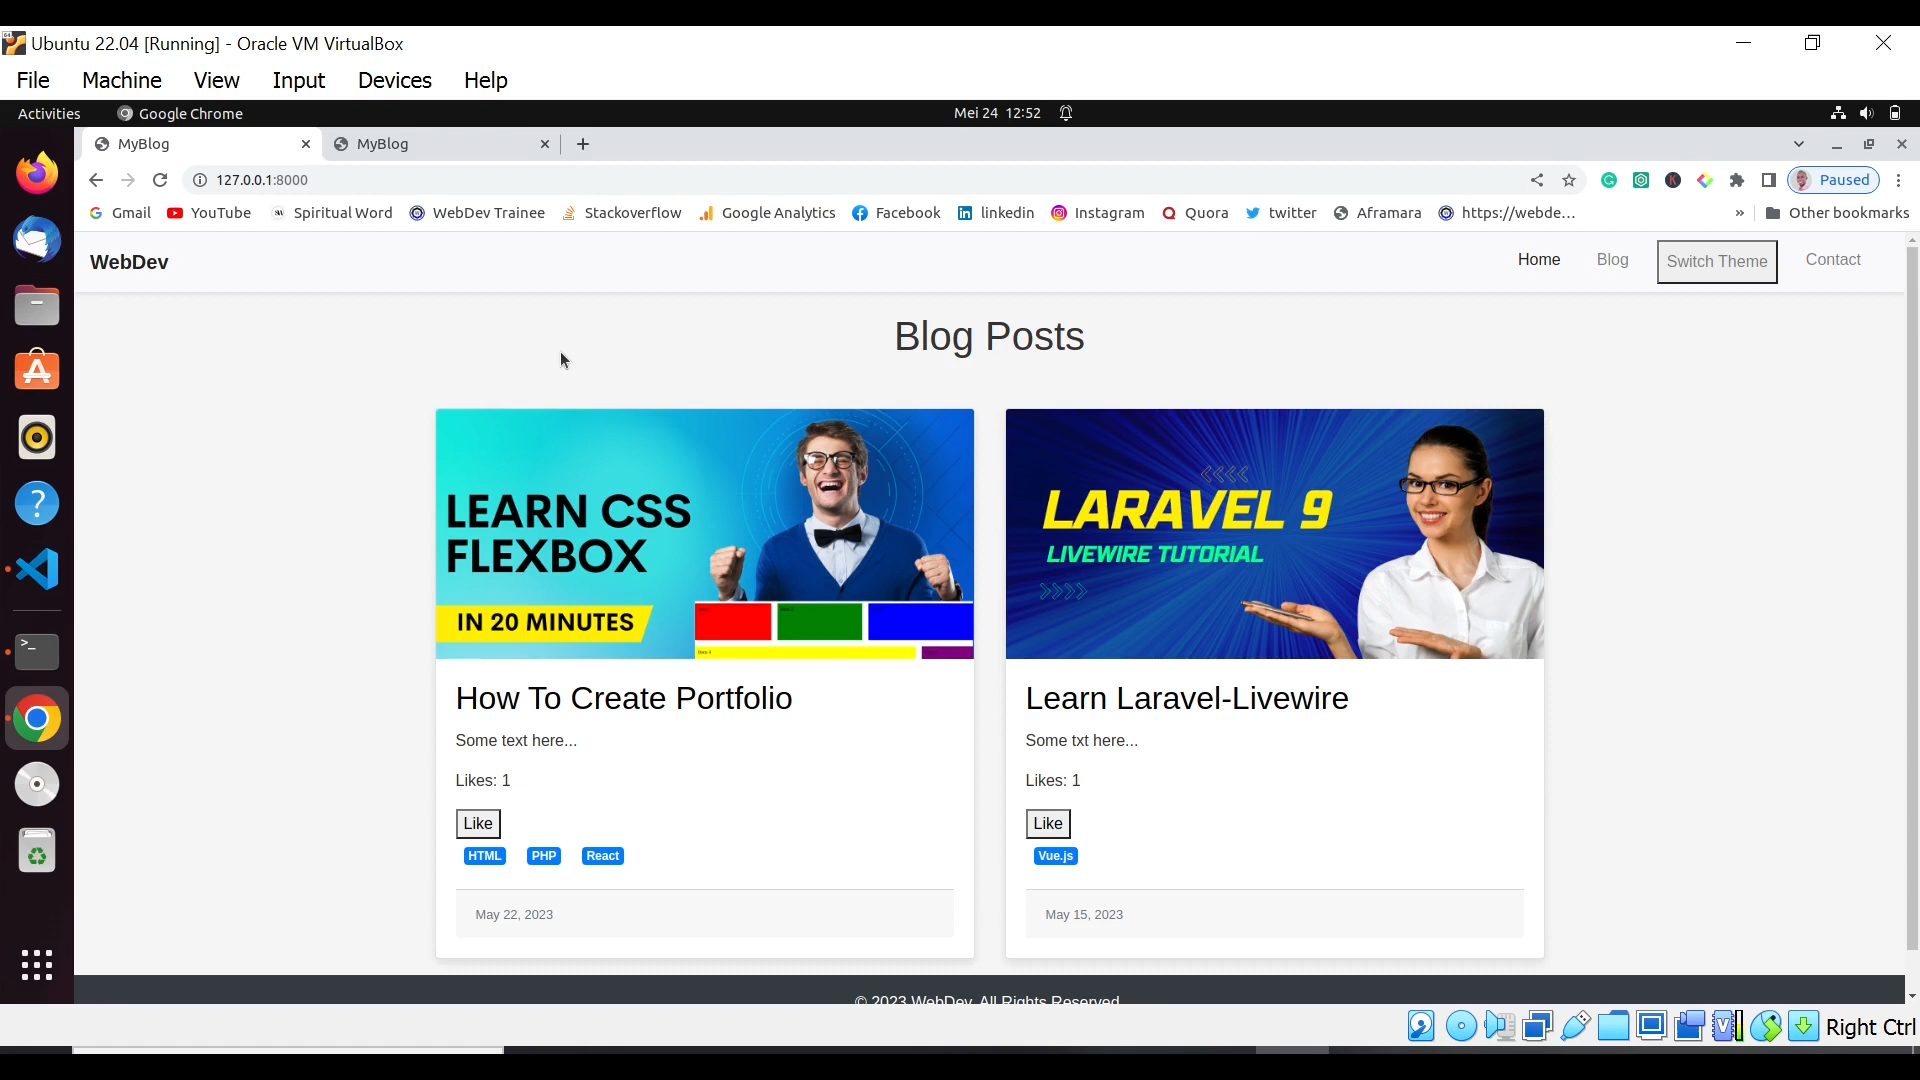 Ubuntu 22.04 [Running] - Oracle VM VirtualBox
File Machine View Input Devices Help
Activities Google Chrome Mei 24 12:52
MyBlog MyBlog
127.0.0.1:8000 Paused
Gmail YouTube Spiritual Word WebDev Trainee Stackoverflow Google Analytics Facebook linkedin Instagram Quora twitter Aframara https://webde... » Other bookmarks
WebDev Home Blog Switch Theme Contact
Blog Posts
LEARN CSS
FLEXBOX
IN 20 MINUTES
LARAVEL 9
LIVEWIRE TUTORIAL
How To Create Portfolio
Some text here...
Likes: 1
Like
HTML PHP React
May 22, 2023
Learn Laravel-Livewire
Some txt here...
Likes: 1
Like
Vue.js
May 15, 2023
© 2023 WebDev. All Rights Reserved
Right Ctrl